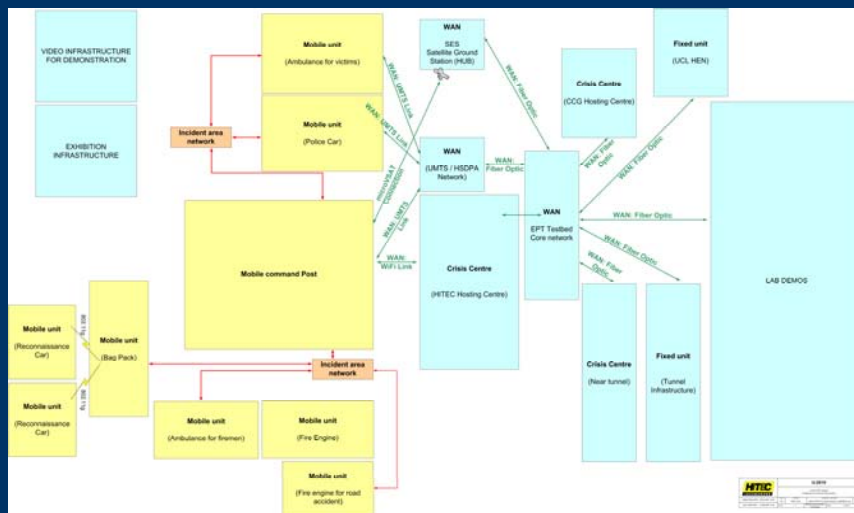 VIDEO INFRASTRUCTURE
FOR DEMONSTRATION
EXHIBITION
INFRASTRUCTURE
Mobile unit
(Ambulance for victims)
Mobile unit
(Police Car)
Incident area
network
Mobile command Post
Mobile unit
(Reconnaissance
Car)
Mobile unit
(Reconnaissance
Car)
802.11g
802.11g
Mobile unit
(Bag Pack)
Incident area
network
Mobile unit
(Ambulance for firemen)
Mobile unit
(Fire Engine)
Mobile unit
(Fire engine for road
accident)
WAN
SES
Satellite Ground
Station (HUB)
WAN: UMTS Link
WAN: UMTS Link
microVSAT
Connection
WAN: UMTS
Link
WAN:
WiFi Link
WAN
(UMTS / HSDPA
Network)
WAN:
Fiber Optic
WAN: Fiber Optic
Crisis Centre
(HITEC Hosting Centre)
WAN
EPT Testbed
Core network
Crisis Centre
(CCG Hosting Centre)
WAN: Fiber
Optic
WAN: Fiber Optic
Fixed unit
(UCL HEN)
WAN: Fiber Optic
WAN: Fiber Optic
WAN: Fiber
Optic
Crisis Centre
(Near tunnel)
Fixed unit
(Tunnel
Infrastructure)
LAB DEMOS
HITEC